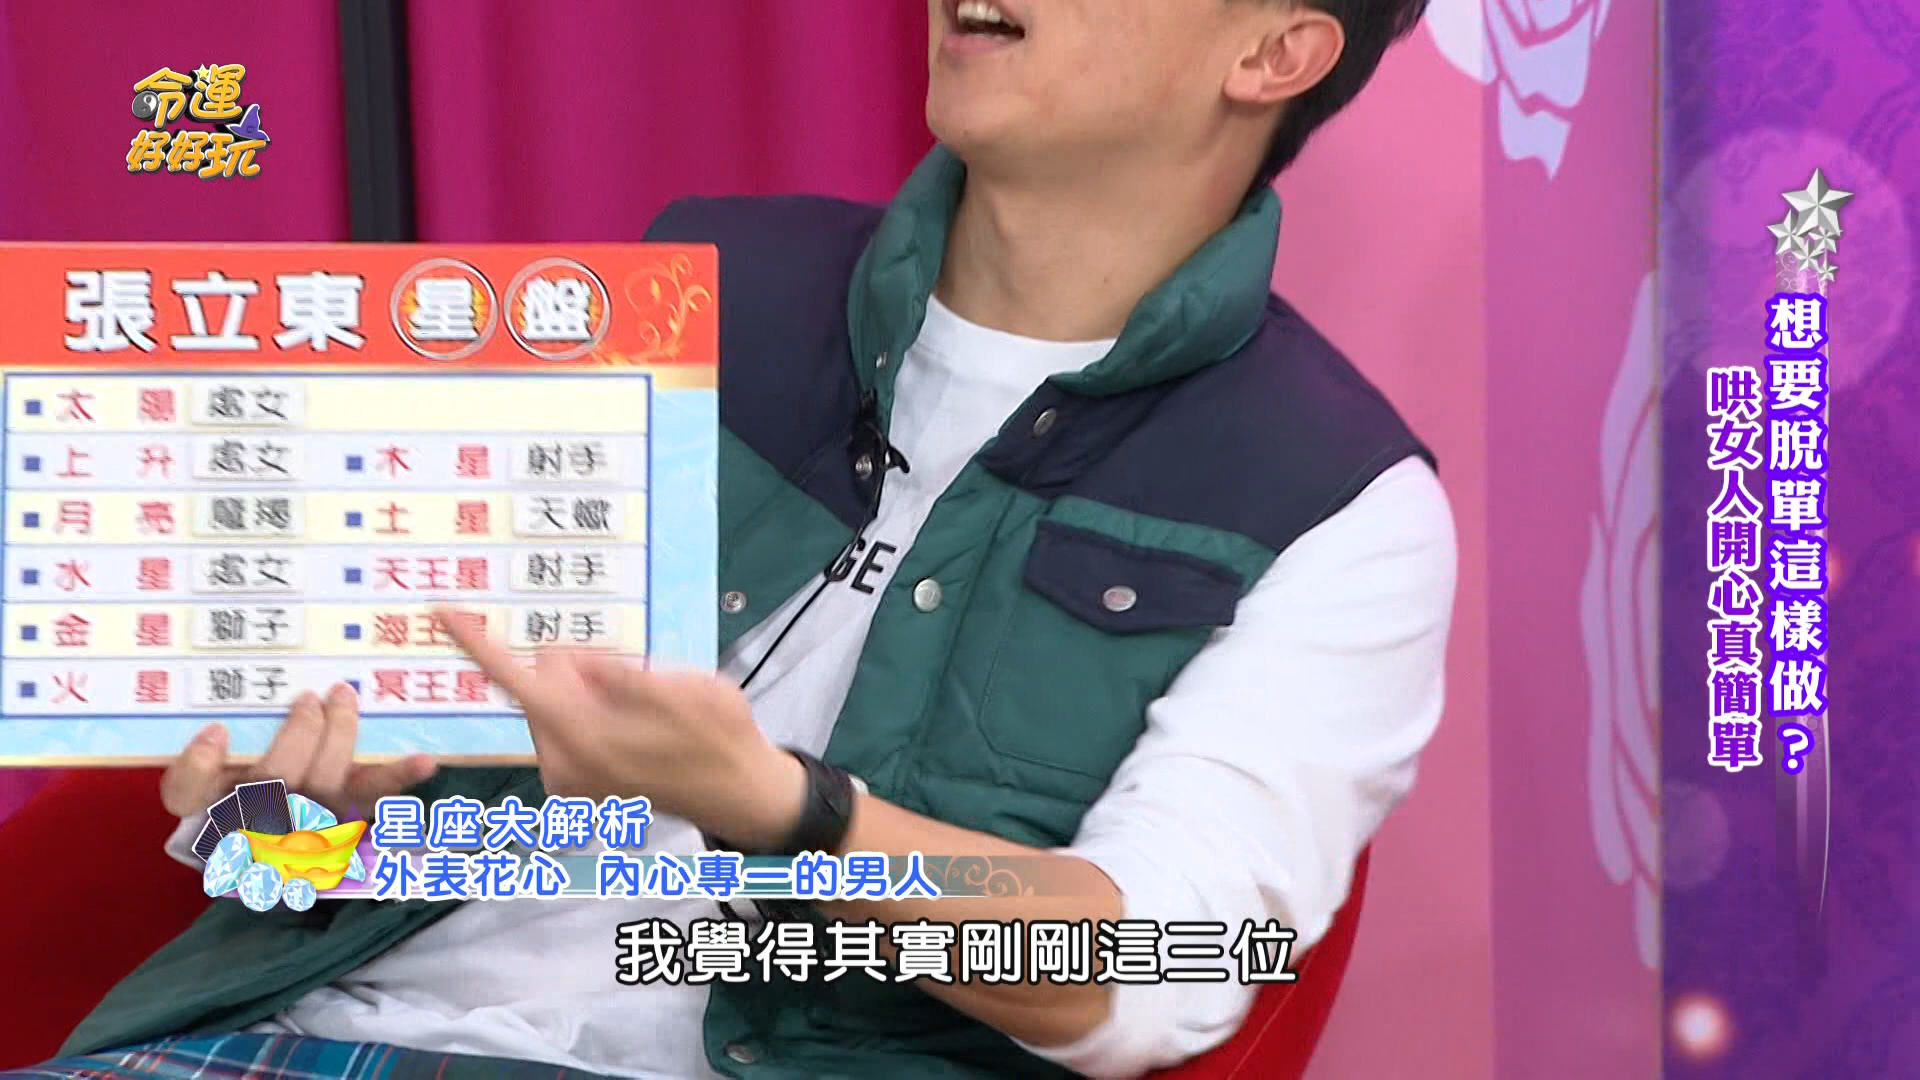 命運
好好玩
想要脫單這樣做?
哄女人開心真簡單
張立東星盤
太陽 處女
上升 處女 木星 射手
月亮 魔羯 土星 天蠍
水星 處女 天王星 射手
金星 獅子 海王星 射手
火星 獅子 冥王星
GE
星座大解析
外表花心 內心專一的男人
我覺得其實剛剛這三位